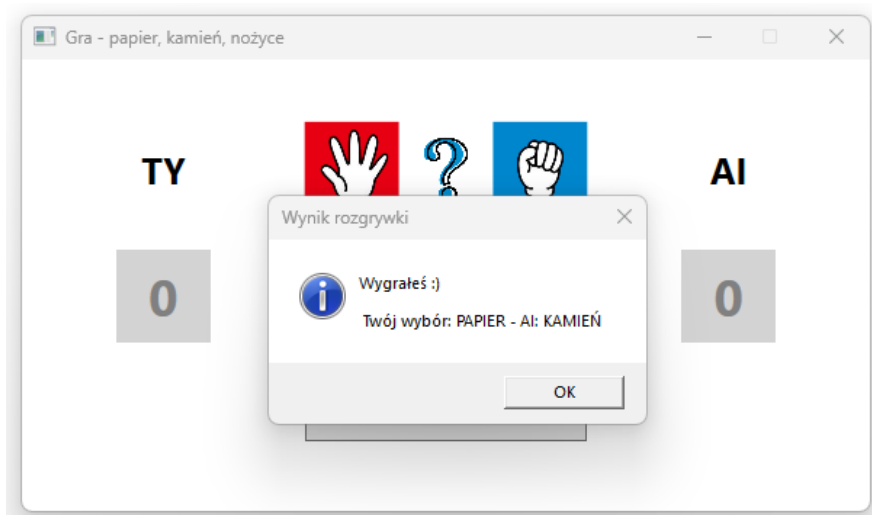 Gra - papier, kamień, nożyce
TY
?
AI
Wynik rozgrywki
0
Wygrałeś :)
Twój wybór: PAPIER - AI: KAMIEŃ
0
OK